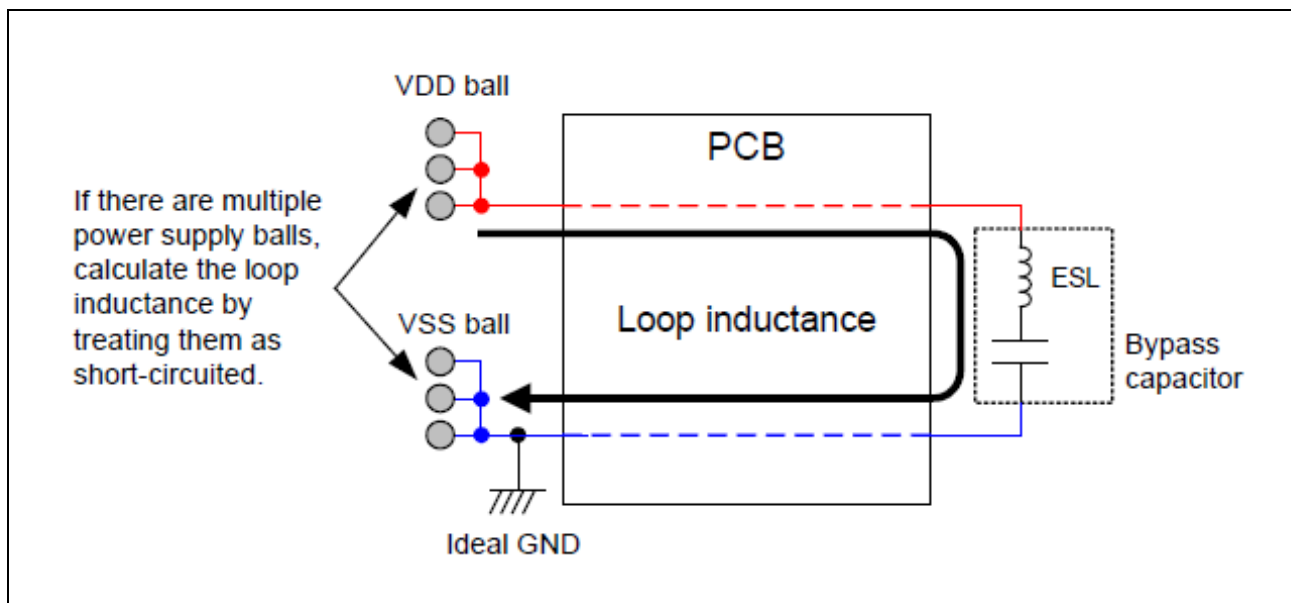 VDD ball
PCB
If there are multiple
power supply balls,
calculate the loop
inductance by
treating them as
short-circuited.
ESL
VSS ball
Loop inductance
Bypass
capacitor
Ideal GND